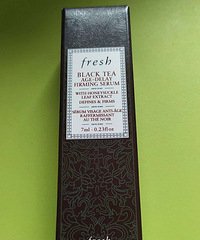 fresh
BLACK TEA
AGE-DELAY
FIRMING SERUM
WITH HONEYSUCKLE
LEAF EXTRACT
DEFINES & FIRMS
SÉRUM VISAGE ANTI-ÂGE
RAFFERMISSANT
AU THÉ NOIR
7ml - 0.23fl oz
fresh